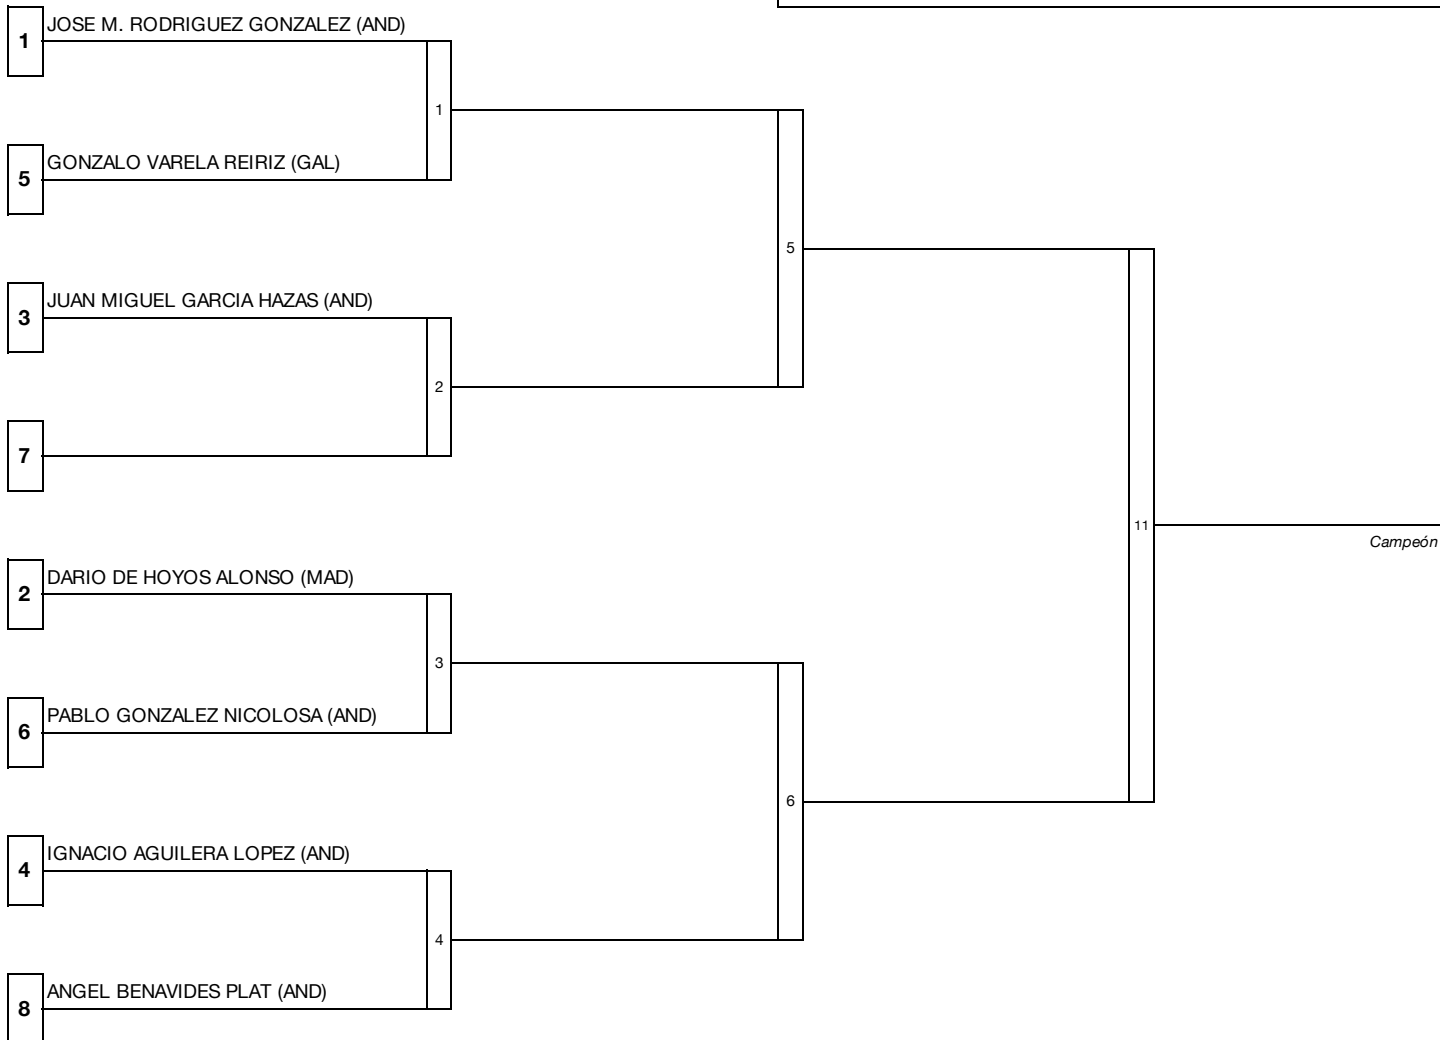 JOSE M. RODRIGUEZ GONZALEZ (AND)
1
1
GONZALO VARELA REIRIZ (GAL)
5
5
JUAN MIGUEL GARCIA HAZAS (AND)
3
2
7
11
Campeón
DARIO DE HOYOS ALONSO (MAD)
2
3
PABLO GONZALEZ NICOLOSA (AND)
6
6
IGNACIO AGUILERA LOPEZ (AND)
4
4
ANGEL BENAVIDES PLAT (AND)
8